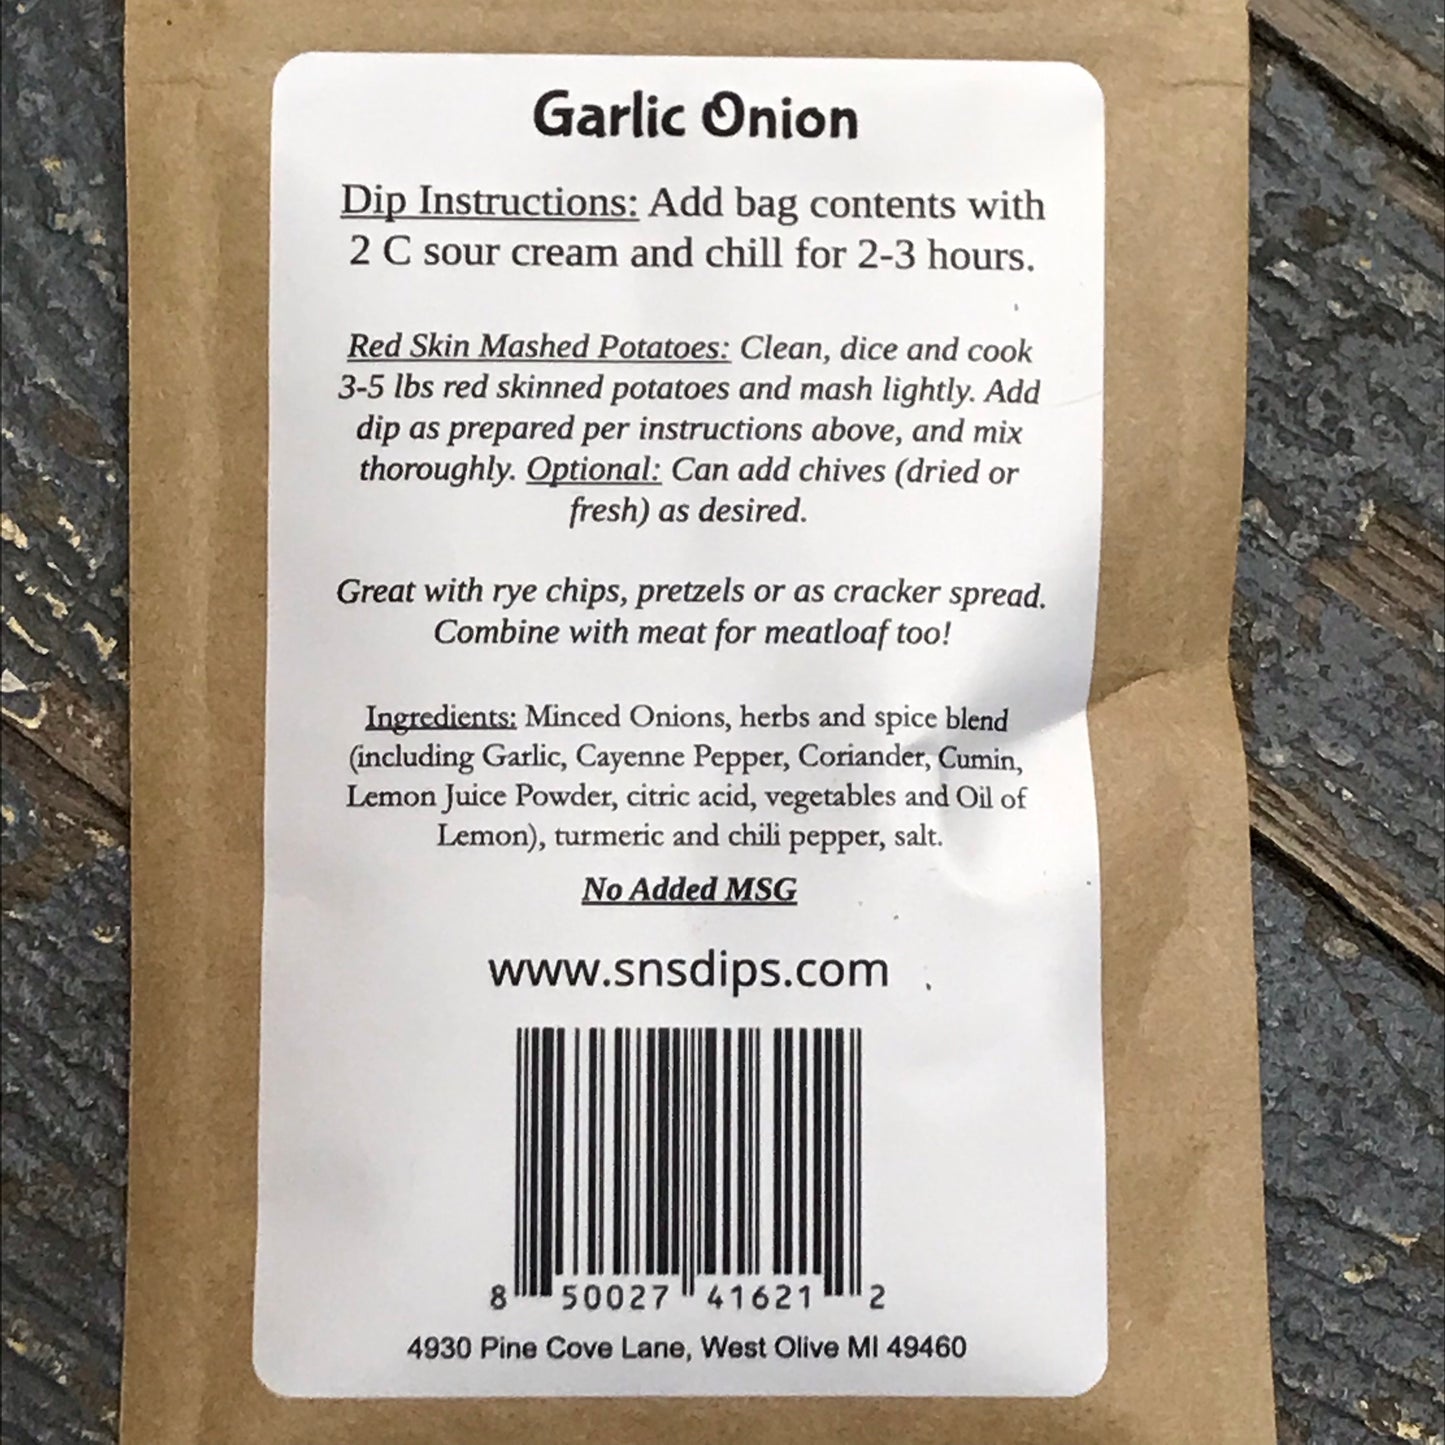 Garlic Onion
Dip Instructions: Add bag contents with
2 C sour cream and chill for 2-3 hours.
Red Skin Mashed Potatoes: Clean, dice and cook
3-5 lbs red skinned potatoes and mash lightly. Add
dip as prepared per instructions above, and mix
thoroughly. Optional: Can add chives (dried or
fresh) as desired.
Great with rye chips, pretzels or as cracker spread.
Combine with meat for meatloaf too!
Ingredients: Minced Onions, herbs and spice blend
(including Garlic, Cayenne Pepper, Coriander, Cumin,
Lemon Juice Powder, citric acid, vegetables and Oil of
Lemon), turmeric and chili pepper, salt.
No Added MSG
www.snsdips.com
8 50027 41621 2
4930 Pine Cove Lane, West Olive MI 49460